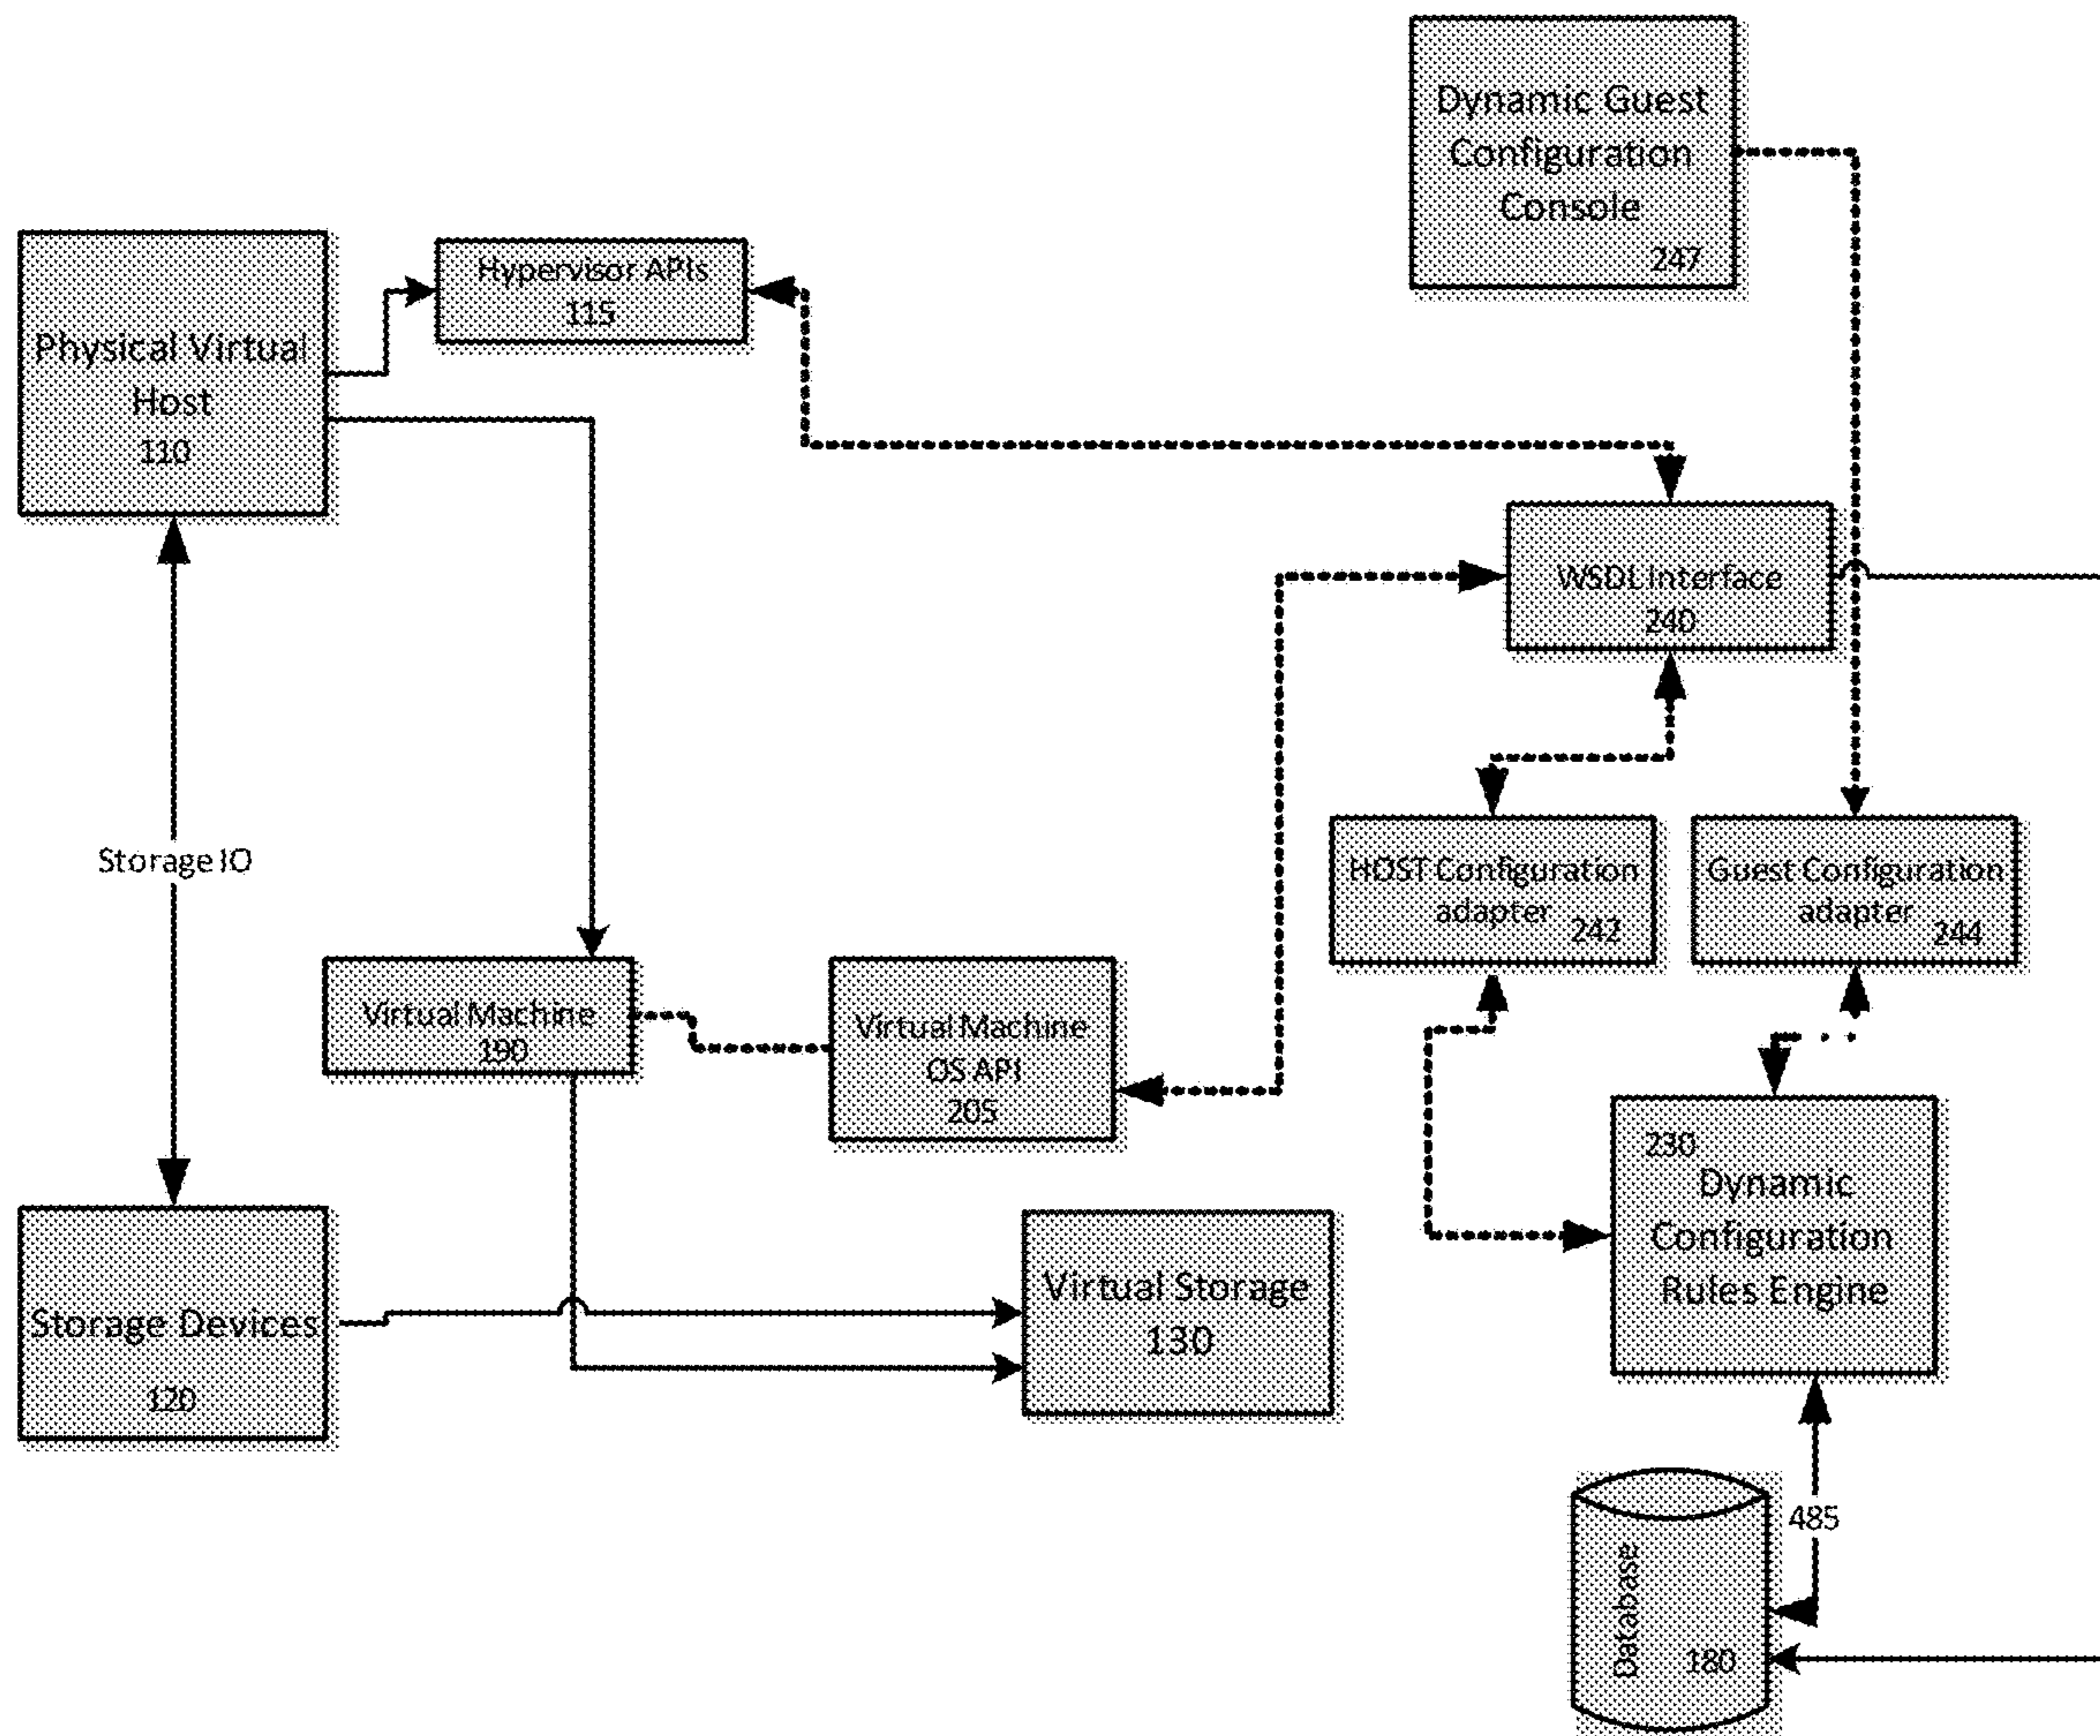 Dynamic Guest
Configuration
Console
247
Hypervisor APIs
115
Physical Virtual
Host
110
WSDL Interface
240
Storage IO
HOST Configuration
adapter
242
Guest Configuration
adapter
244
Virtual Machine
190
Virtual Machine
OS API
205
230
Dynamic
Configuration
Rules Engine
Storage Devices
120
Virtual Storage
130
485
Database
180